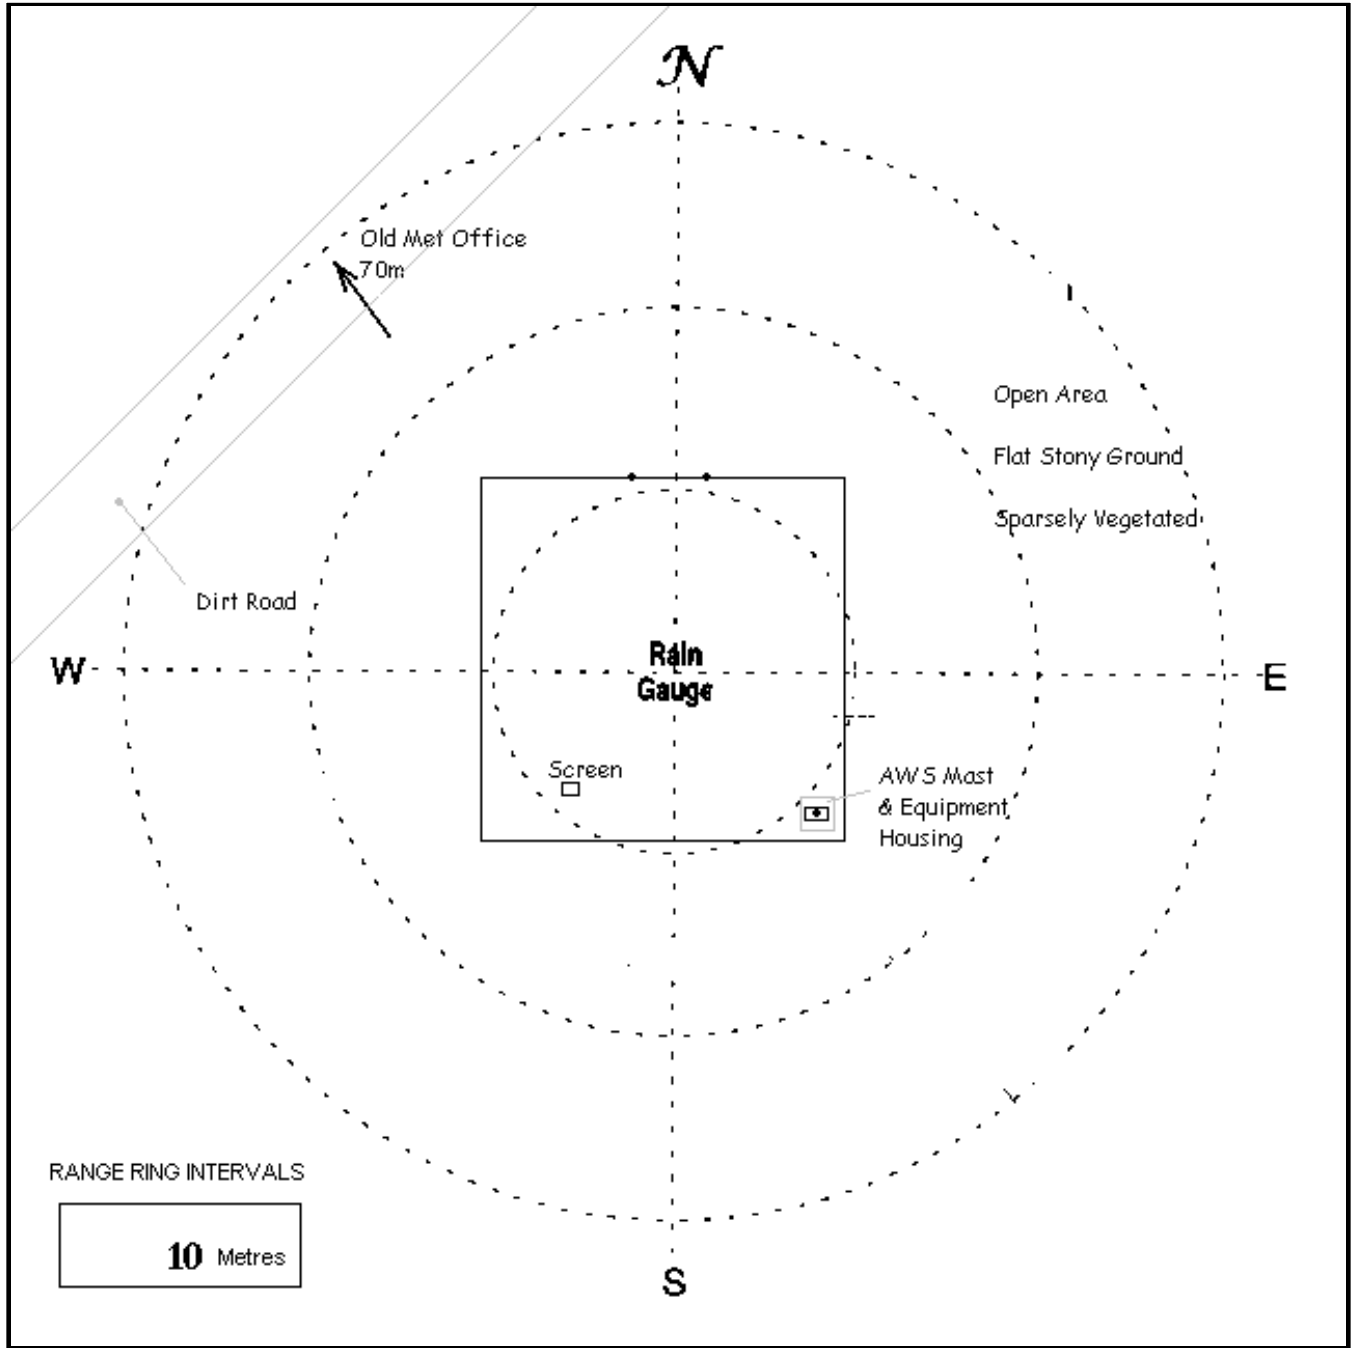 N
Old Met Office
70m
Open Area
Flat Stony Ground
Sparsely Vegetated
Dirt Road
W
Rain
Gauge
E
Screen
AWS Mast
& Equipment
Housing
RANGE RING INTERVALS
10 Metres
S